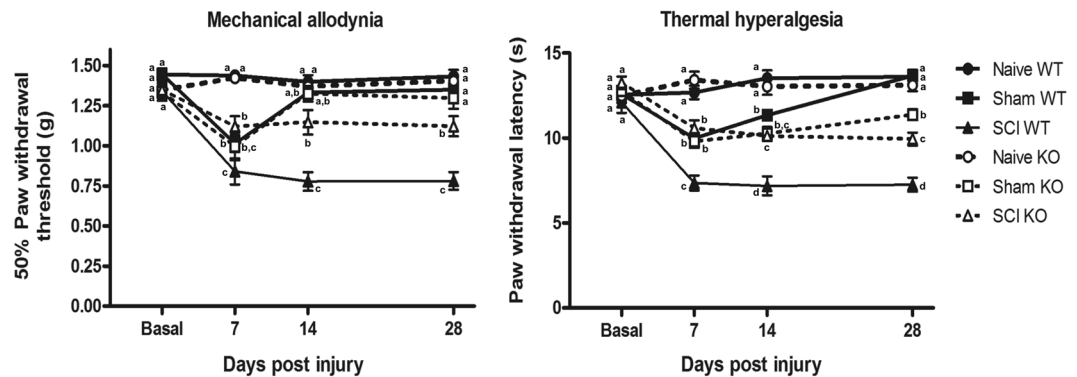 Mechanical allodynia
50% Paw withdrawal
threshold (g)
1.50
1.25
1.00
0.75
0.50
0.25
0.00
a a a a
a a a a
a a,b a
a a,b a
a b a
b b,c b b
c c c
Basal 7 14 28
Days post injury
Thermal hyperalgesia
Paw withdrawal latency (s)
15
10
5
0
a a a a
a a a a
a b b a
a b b,c b
a b c c
c d d
Basal 7 14 28
Days post injury
Naive WT
Sham WT
SCI WT
Naive KO
Sham KO
SCI KO